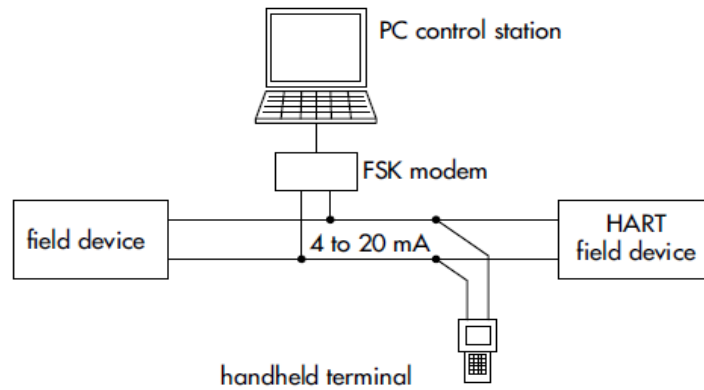 PC control station
FSK modem
field device
4 to 20 mA
HART
field device
handheld terminal